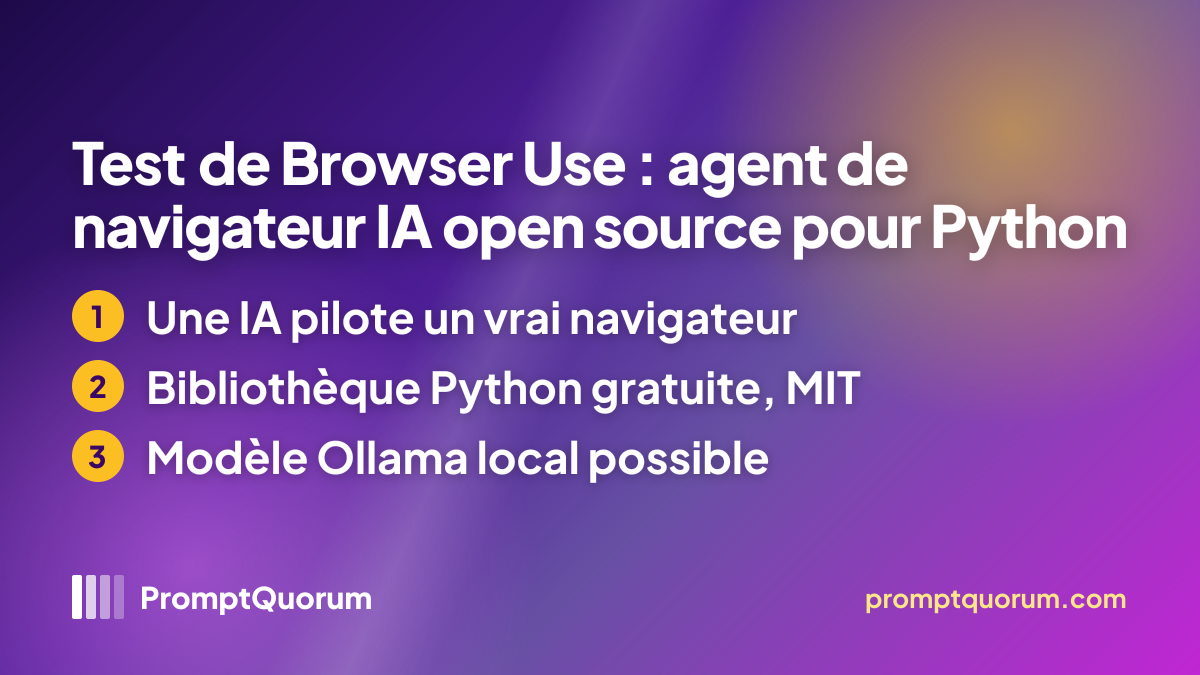 Test de Browser Use : agent de
navigateur IA open source pour Python
1 Une IA pilote un vrai navigateur
2 Bibliothèque Python gratuite, MIT
3 Modèle Ollama local possible
PromptQuorum
promptquorum.com